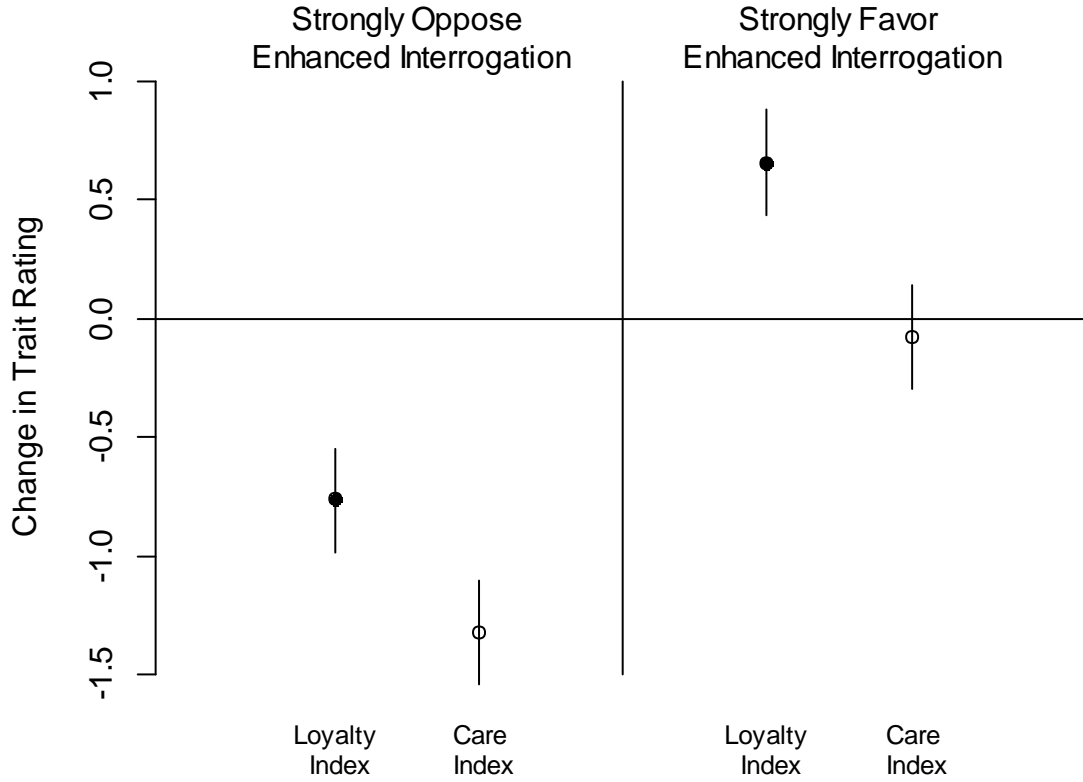 Strongly Oppose
Enhanced Interrogation
Strongly Favor
Enhanced Interrogation
Change in Trait Rating
1.0
0.5
0.0
-0.5
-1.0
-1.5
Loyalty
Index
Care
Index
Loyalty
Index
Care
Index